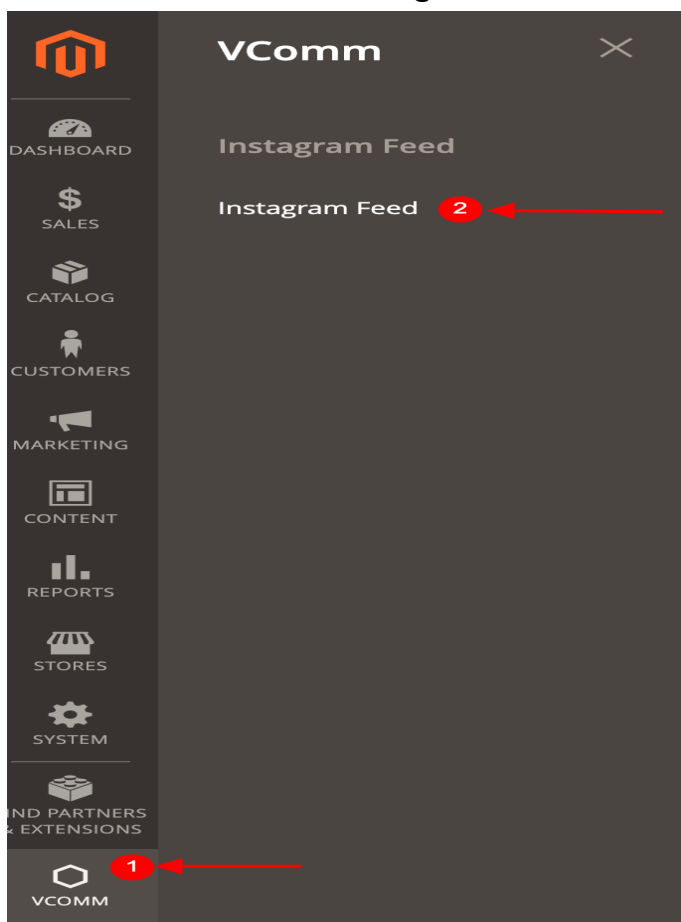 VComm
Instagram Feed
Instagram Feed 2
DASHBOARD
SALES
CATALOG
CUSTOMERS
MARKETING
CONTENT
REPORTS
STORES
SYSTEM
IND PARTNERS
& EXTENSIONS
1
VCOMM